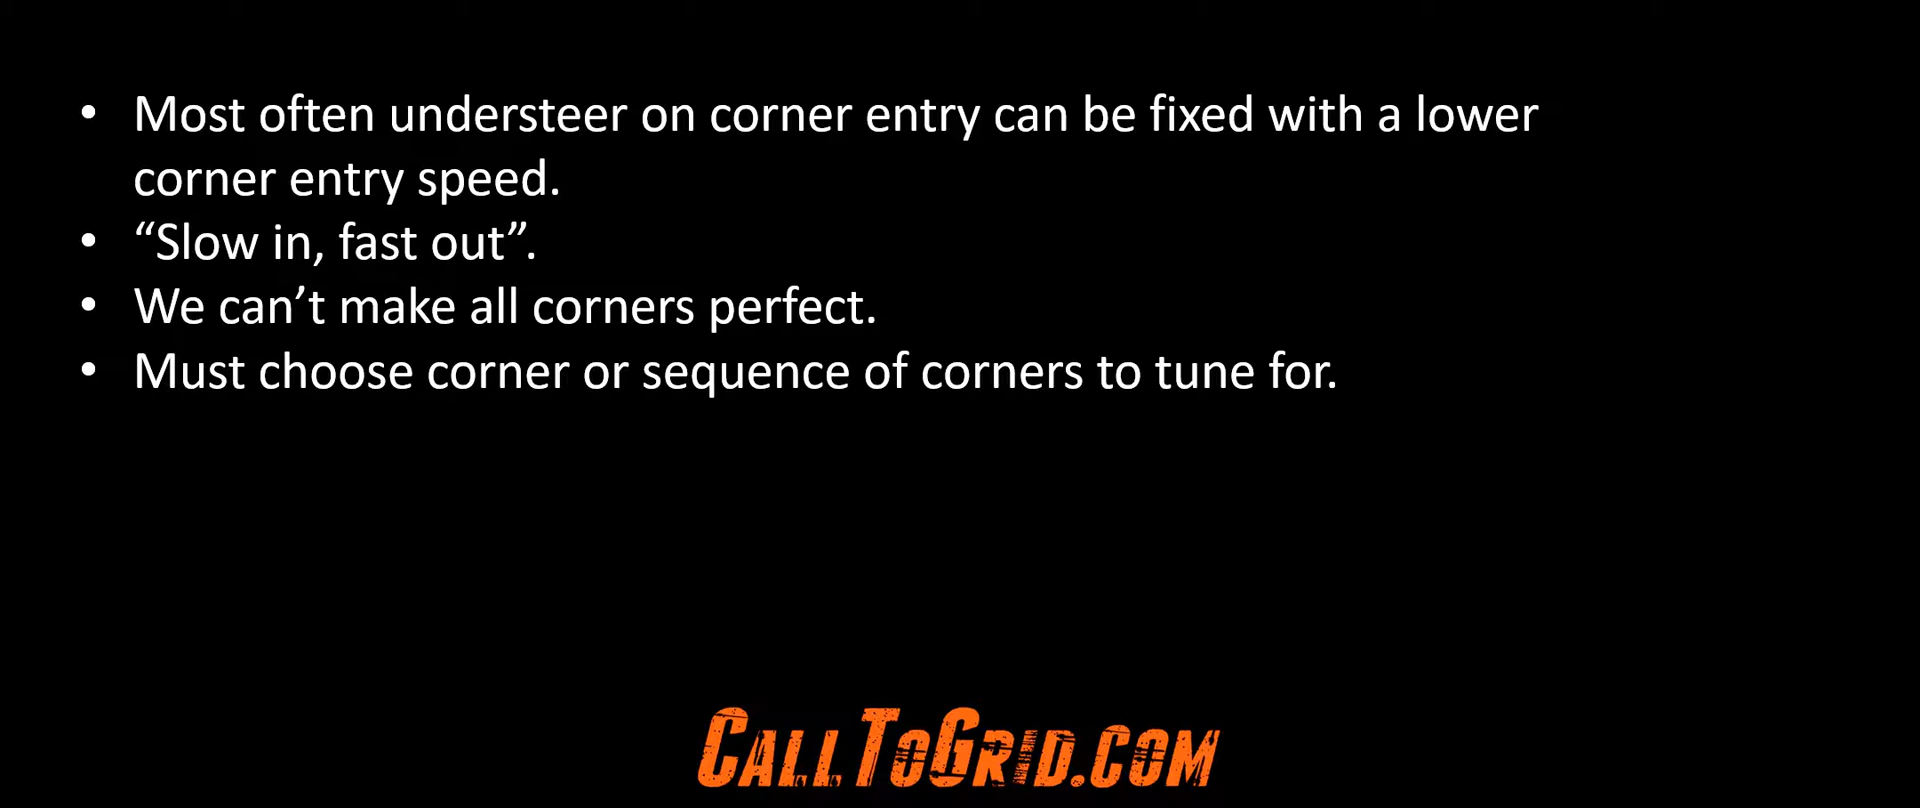 • Most often understeer on corner entry can be fixed with a lower
corner entry speed.
• “Slow in, fast out”.
• We can’t make all corners perfect.
• Must choose corner or sequence of corners to tune for.
CALLTOGRID.COM